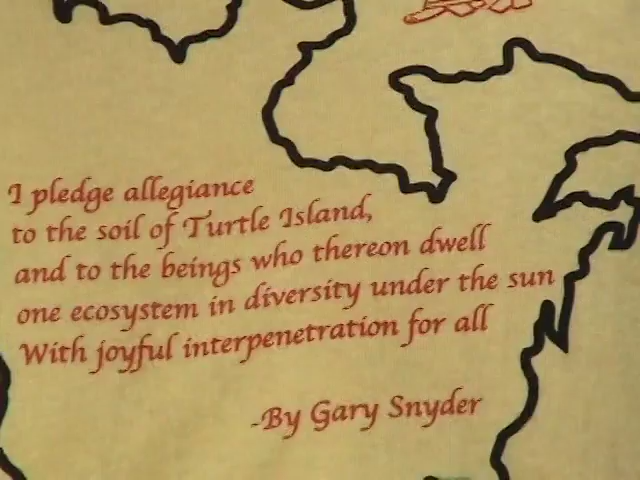 I pledge allegiance
to the soil of Turtle Island,
and to the beings who thereon dwell
one ecosystem in diversity under the sun
With joyful interpenetration for all
-By Gary Snyder